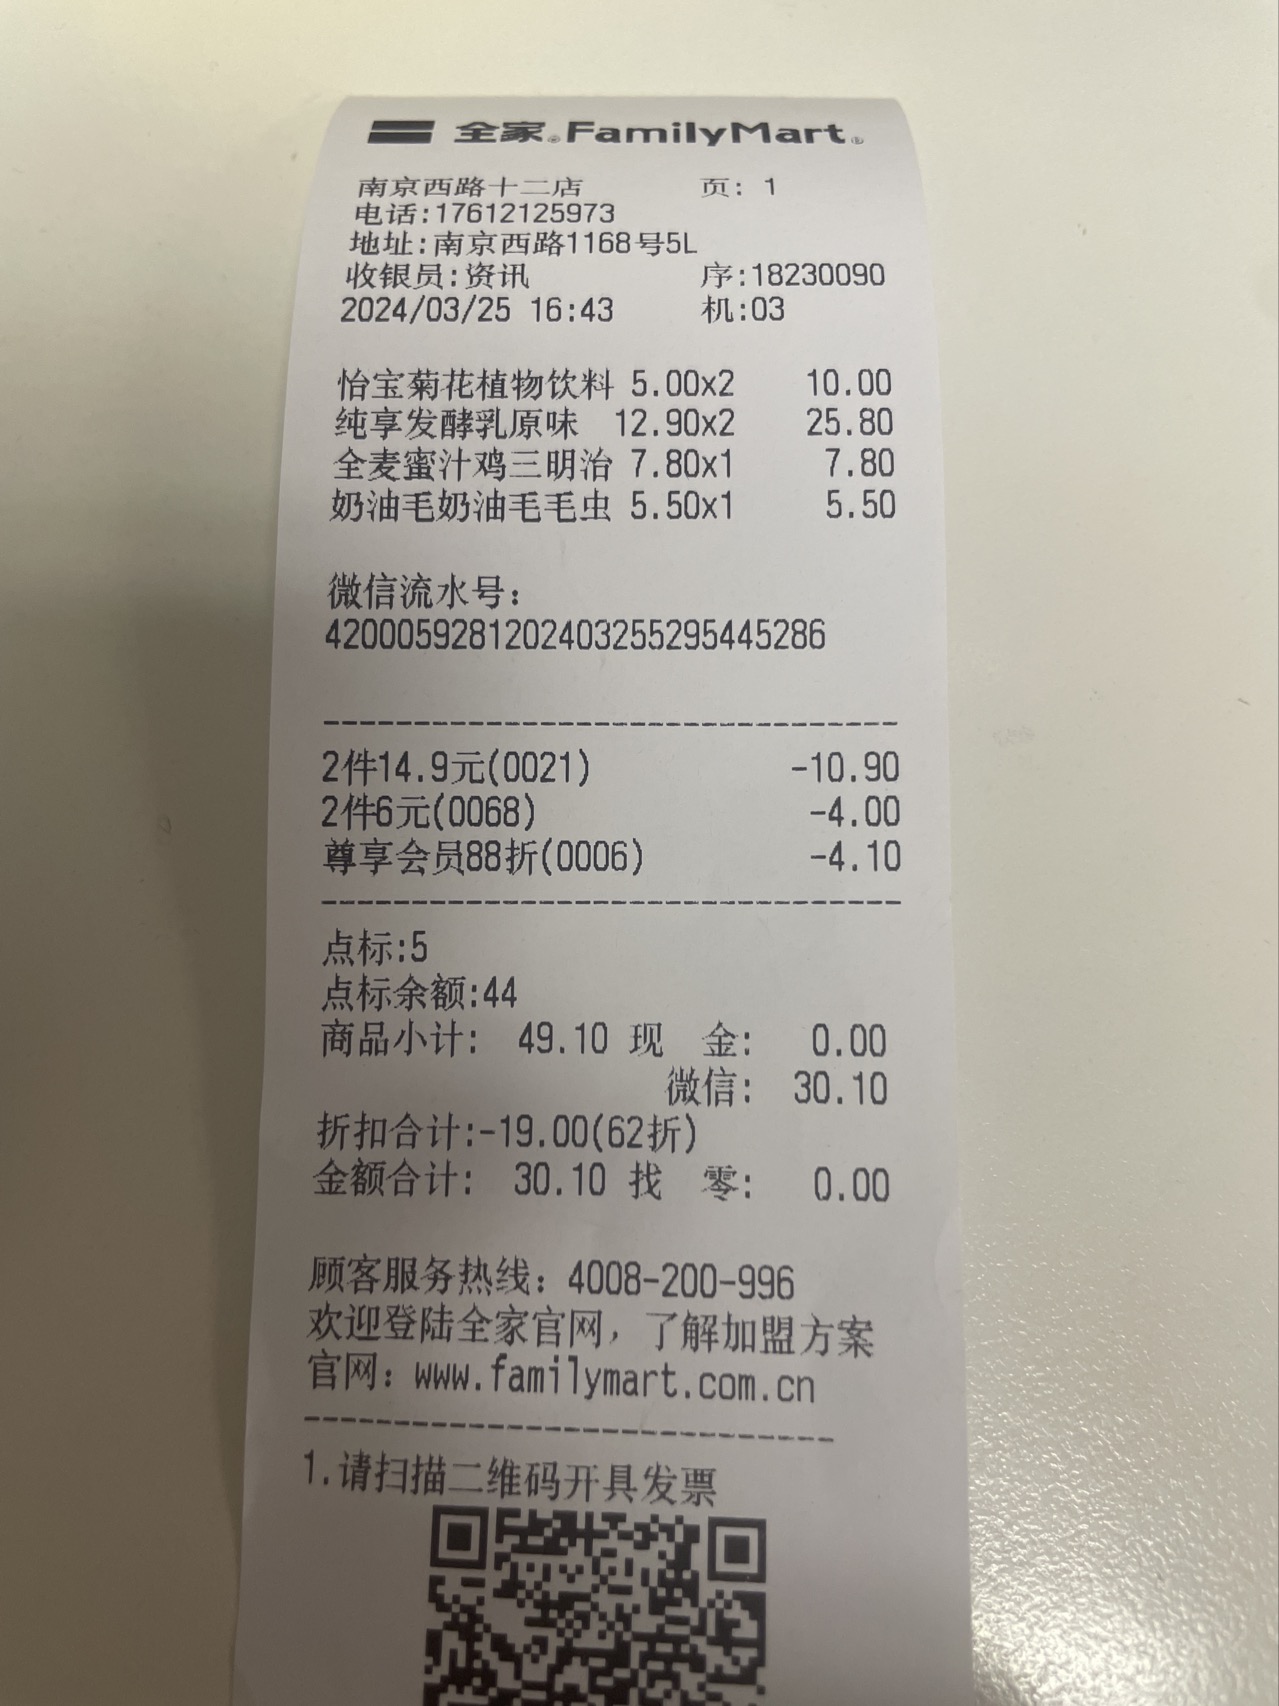 全家®FamilyMart®
南京西路十二店 页: 1
电话:17612125973
地址:南京西路1168号5L
收银员:资讯 序:18230090
2024/03/25 16:43 机:03
怡宝菊花植物饮料 5.00x2 10.00
纯享发酵乳原味 12.90x2 25.80
全麦蜜汁鸡三明治 7.80x1 7.80
奶油毛奶油毛毛虫 5.50x1 5.50
微信流水号:
4200059281202403255295445286
2件14.9元(0021) -10.90
2件6元(0068) -4.00
尊享会员88折(0006) -4.10
点标:5
点标余额:44
商品小计: 49.10 现 金: 0.00
微信: 30.10
折扣合计:-19.00(62折)
金额合计: 30.10 找 零: 0.00
顾客服务热线: 4008-200-996
欢迎登陆全家官网, 了解加盟方案
官网: www.familymart.com.cn
1.请扫描二维码开具发票